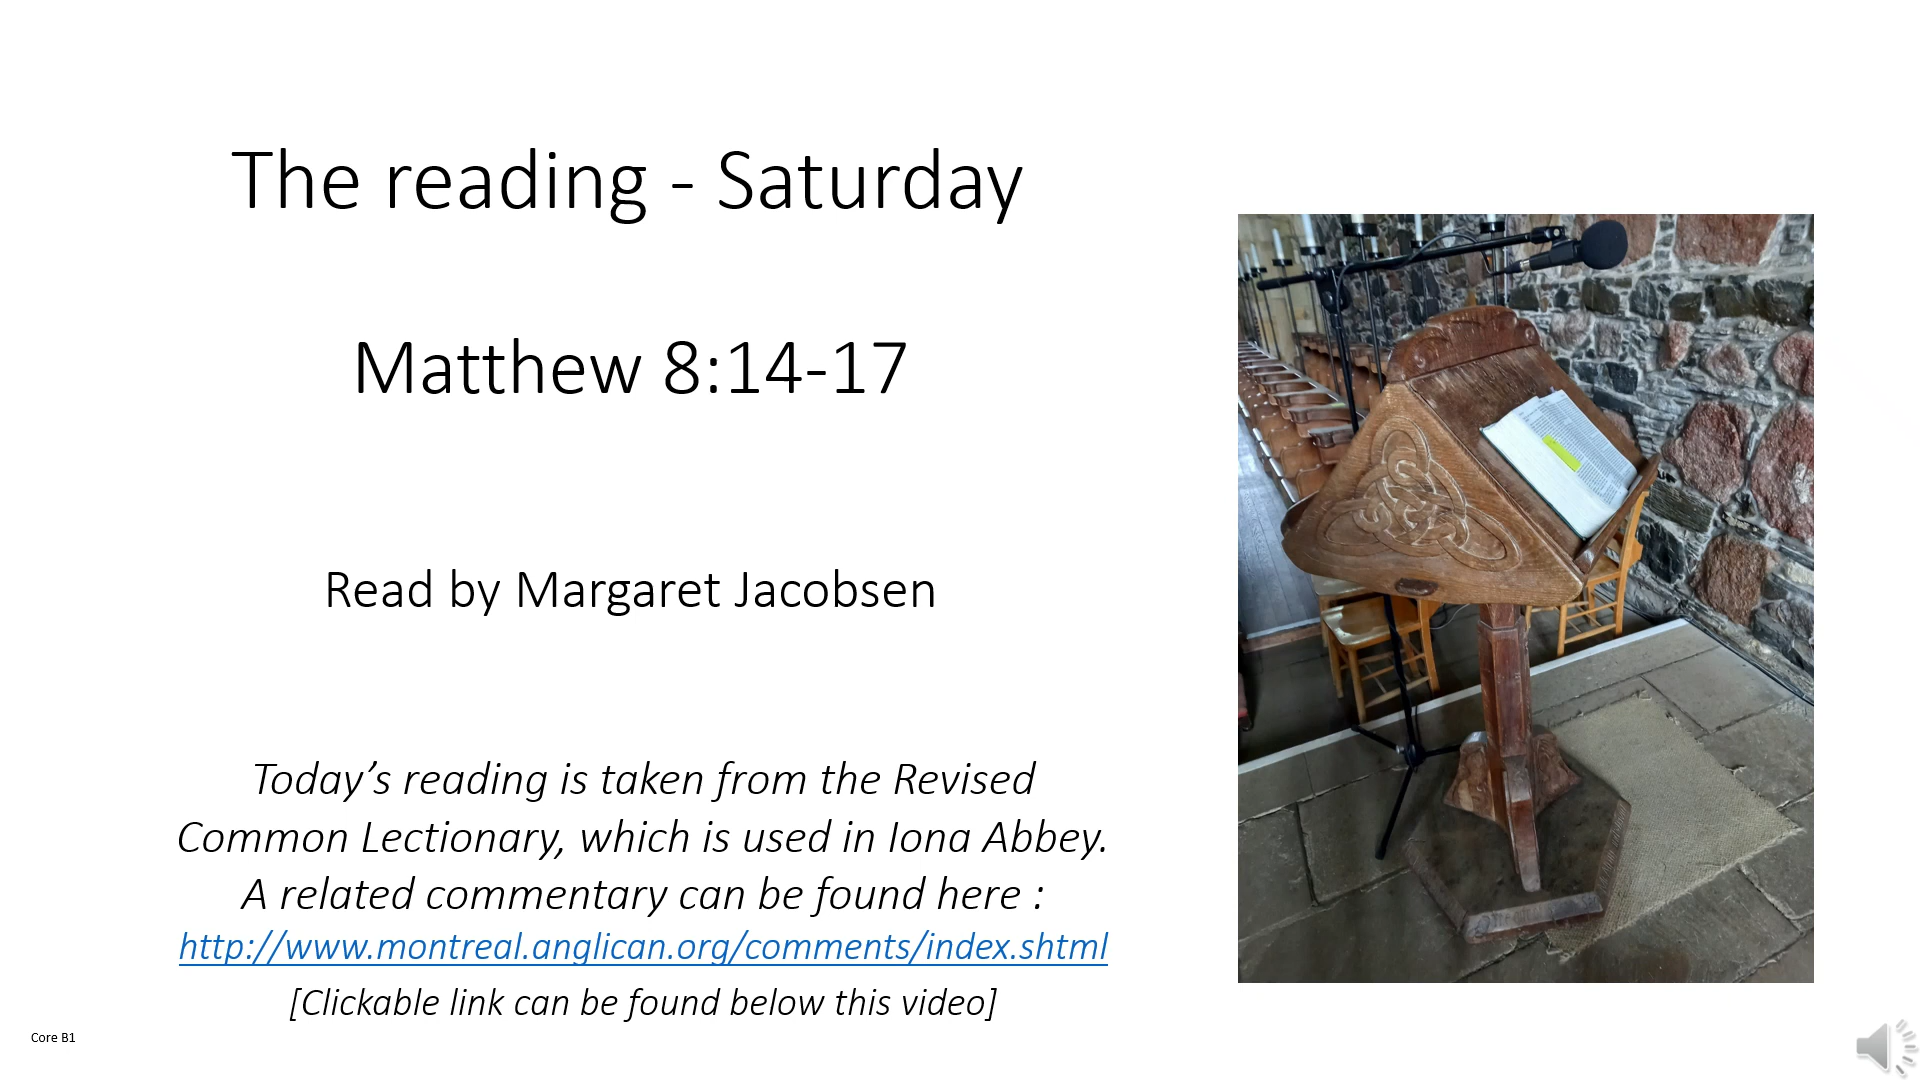 The reading - Saturday
Matthew 8:14-17
Read by Margaret Jacobsen
Today’s reading is taken from the Revised
Common Lectionary, which is used in Iona Abbey.
A related commentary can be found here :
http://www.montreal.anglican.org/comments/index.shtml
[Clickable link can be found below this video]
Core B1